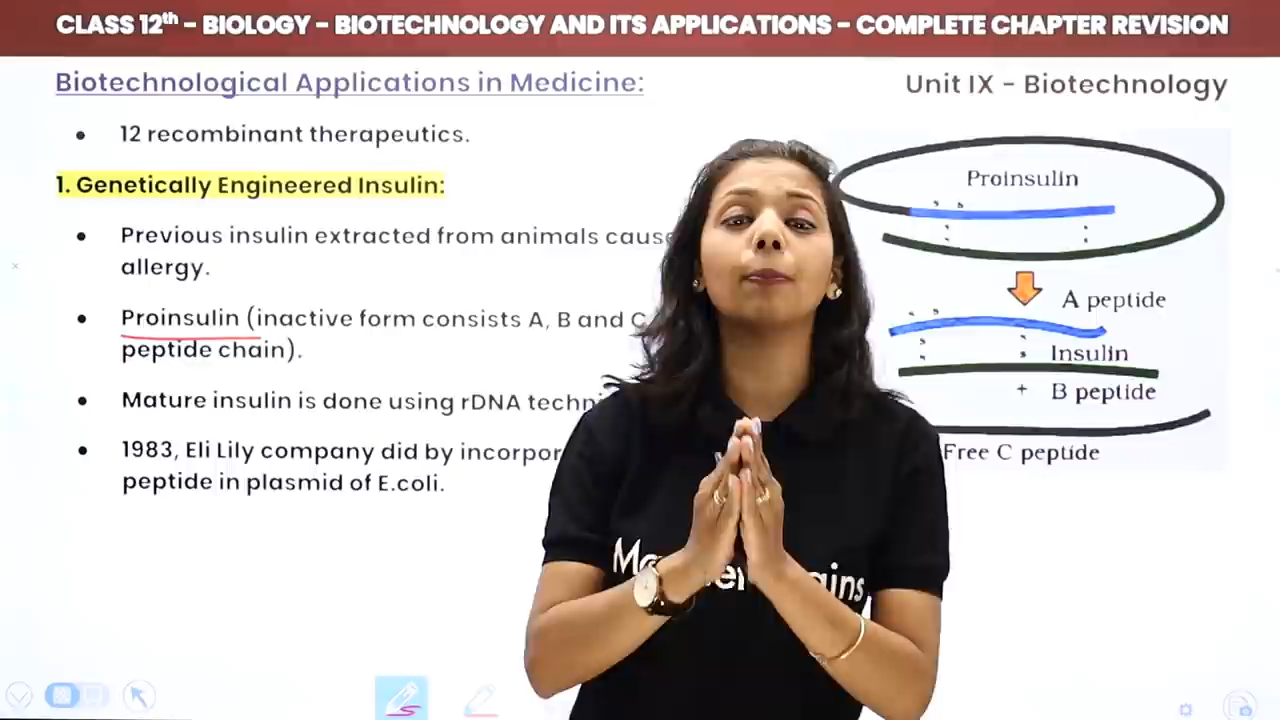 CLASS 12th – BIOLOGY – BIOTECHNOLOGY AND ITS APPLICATIONS – COMPLETE CHAPTER REVISION
Biotechnological Applications in Medicine:
Unit IX – Biotechnology
• 12 recombinant therapeutics.
1. Genetically Engineered Insulin:
• Previous insulin extracted from animals cause
allergy.
• Proinsulin (inactive form consists A, B and C
peptide chain).
• Mature insulin is done using rDNA techni
• 1983, Eli Lily company did by incorpor
peptide in plasmid of E.coli.
Proinsulin
s s
A peptide
s s
Insulin
+ B peptide
Free C peptide